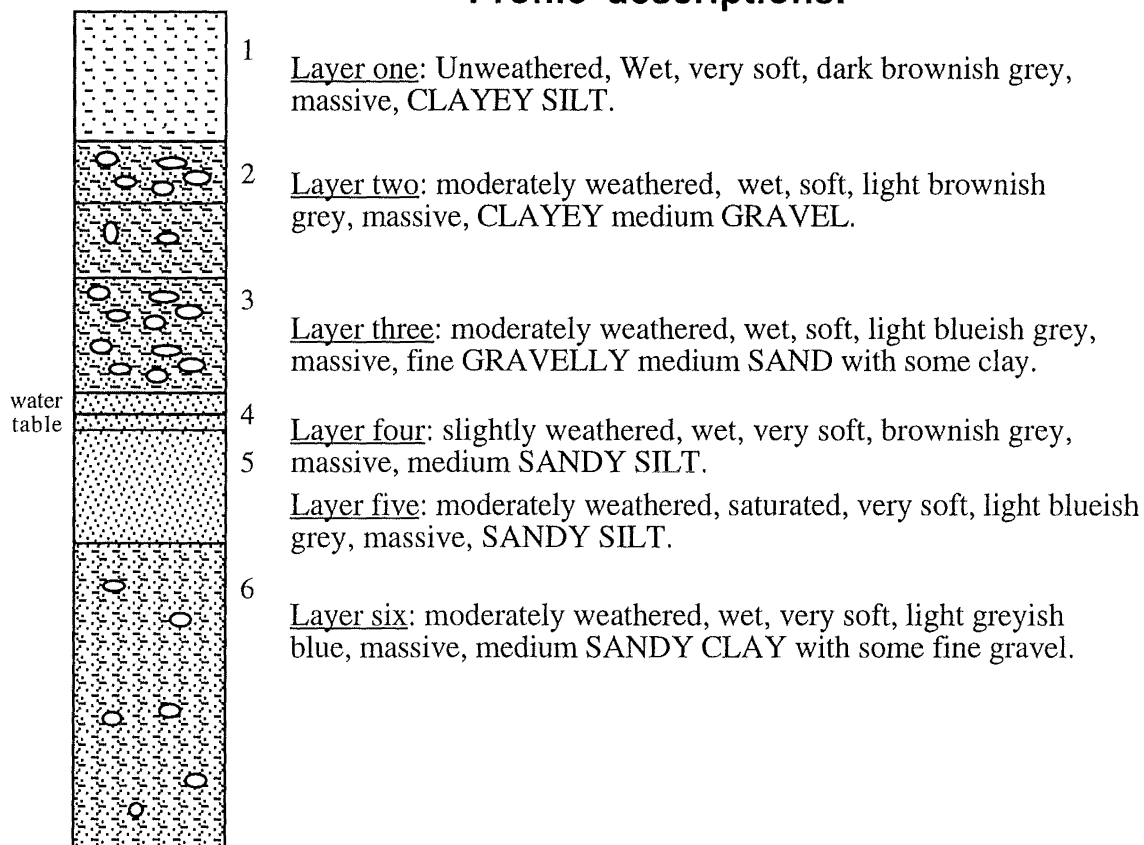 Profile descriptions:
1
Layer one: Unweathered, Wet, very soft, dark brownish grey,
massive, CLAYEY SILT.
2
Layer two: moderately weathered, wet, soft, light brownish
grey, massive, CLAYEY medium GRAVEL.
3
Layer three: moderately weathered, wet, soft, light blueish grey,
massive, fine GRAVELLY medium SAND with some clay.
water
table
4
Layer four: slightly weathered, wet, very soft, brownish grey,
massive, medium SANDY SILT.
5
Layer five: moderately weathered, saturated, very soft, light blueish
grey, massive, SANDY SILT.
6
Layer six: moderately weathered, wet, very soft, light greyish
blue, massive, medium SANDY CLAY with some fine gravel.